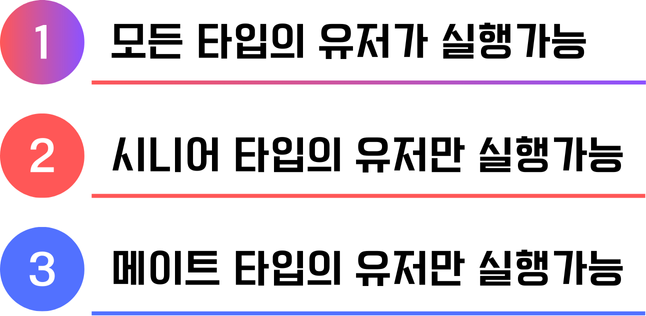 1 모든 타입의 유저가 실행가능
2 시니어 타입의 유저만 실행가능
3 메이트 타입의 유저만 실행가능